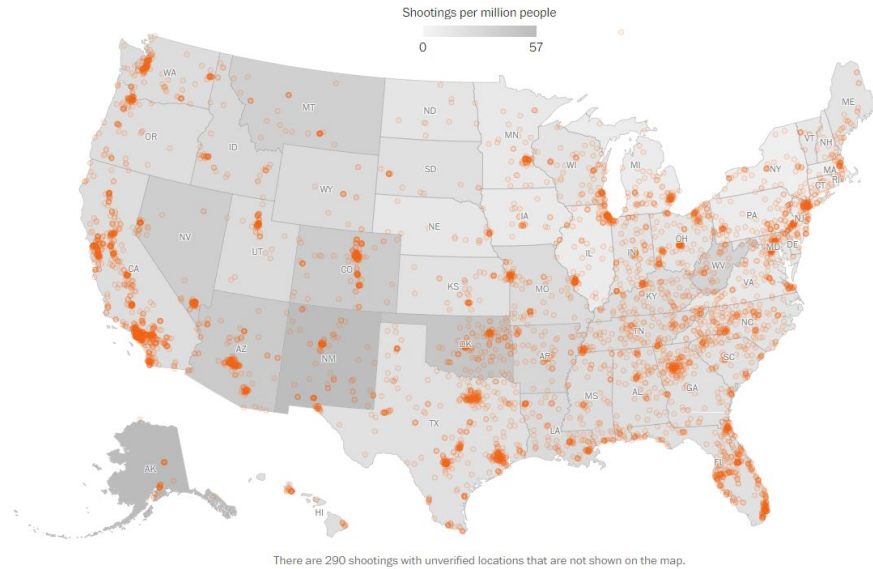 Shootings per million people
0 57
WA
MT
ND
MN
ME
VT
NH
OR
ID
SD
WI
MI
NY
MA
RI
CT
WY
IA
PA
NJ
NE
NV
UT
CO
IL
IN
OH
MD
DE
WV
CA
KS
MO
KY
VA
AZ
NM
OK
TN
NC
AR
SC
MS
AL
GA
TX
LA
AK
FL
HI
There are 290 shootings with unverified locations that are not shown on the map.